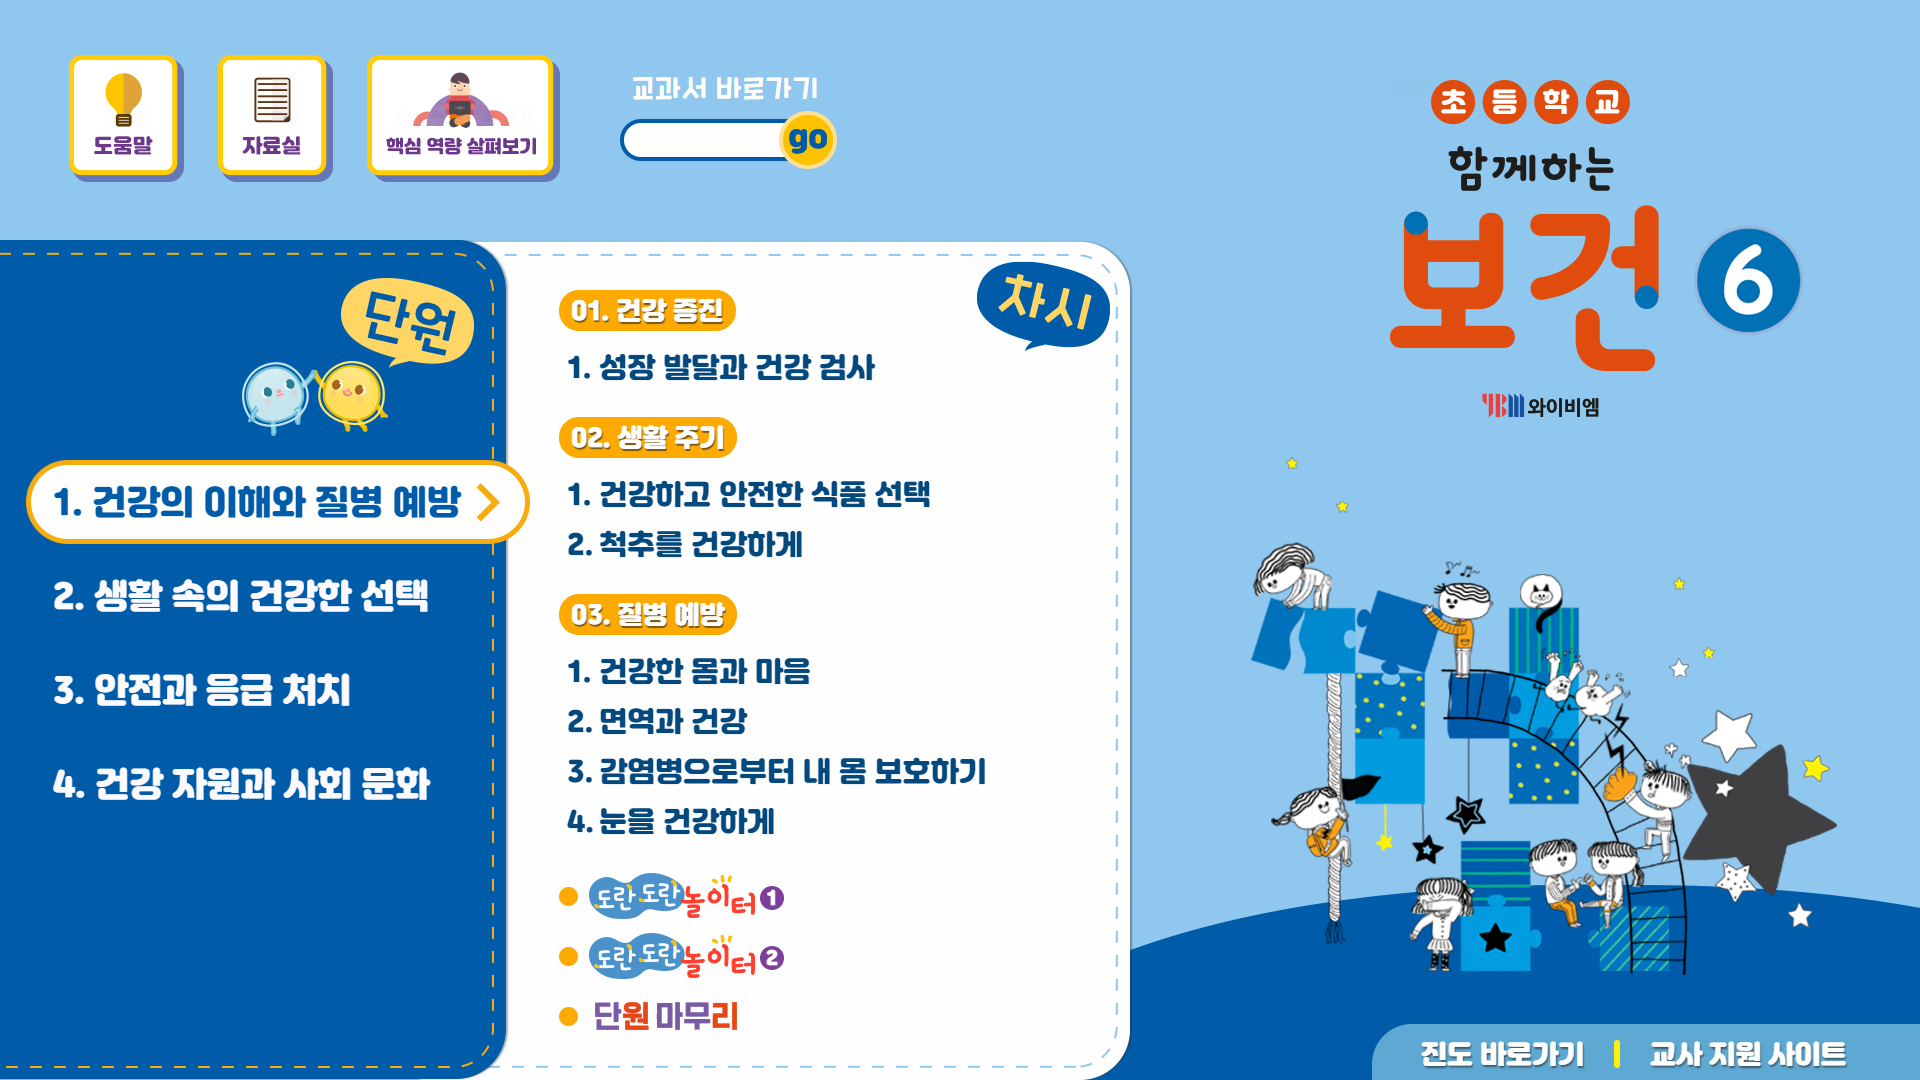 도움말
자료실
핵심 역량 살펴보기
교과서 바로가기
go
초등학교
함께하는
보건 6
YBM 와이비엠
단원
1. 건강의 이해와 질병 예방
2. 생활 속의 건강한 선택
3. 안전과 응급 처치
4. 건강 자원과 사회 문화
차시
01. 건강 증진
1. 성장 발달과 건강 검사
02. 생활 주기
1. 건강하고 안전한 식품 선택
2. 척추를 건강하게
03. 질병 예방
1. 건강한 몸과 마음
2. 면역과 건강
3. 감염병으로부터 내 몸 보호하기
4. 눈을 건강하게
도란 도란 놀이터 1
도란 도란 놀이터 2
단원 마무리
진도 바로가기
교사 지원 사이트